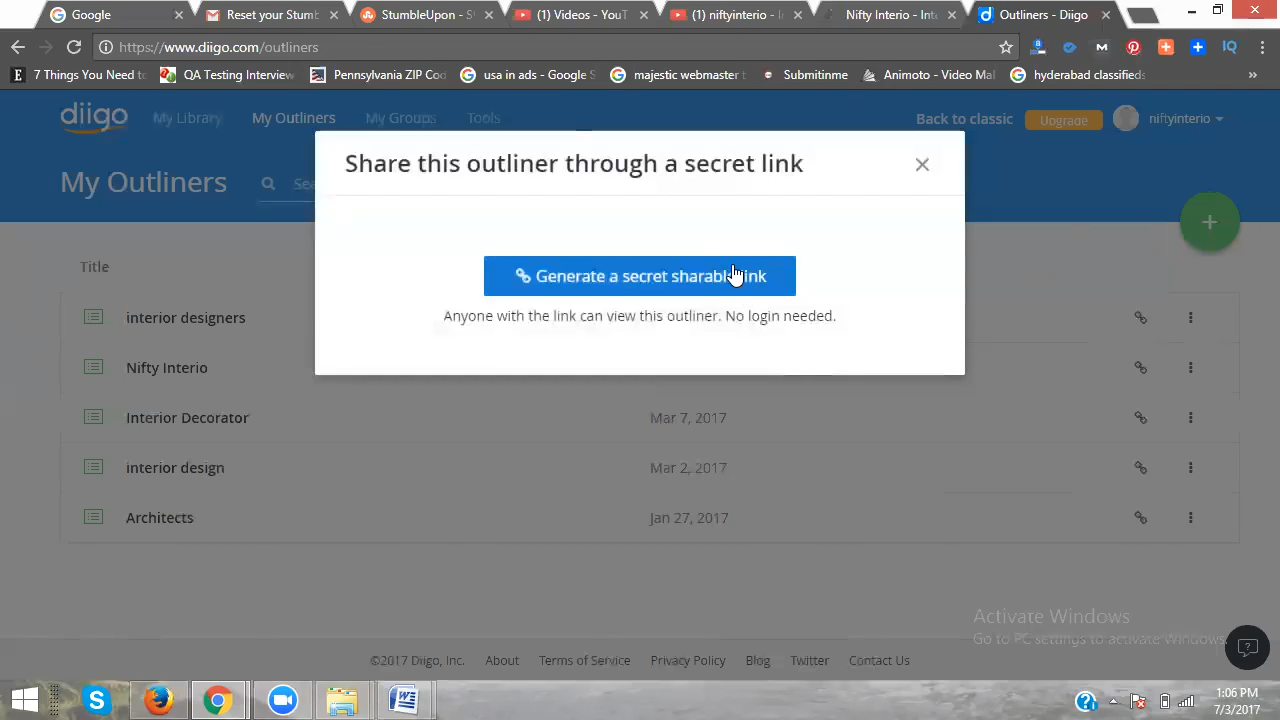 Google
Reset your Stumb
StumbleUpon - S
(1) Videos - YouT
(1) niftyinterio -
Nifty Interio - Int
Outliners - Diigo
https://www.diigo.com/outliners
7 Things You Need to
QA Testing Interview
Pennsylvania ZIP Cod
usa in ads - Google S
majestic webmaster t
Submitinme
Animoto - Video Mak
hyderabad classifieds
diigo
My Library
My Outliners
My Groups
Tools
Back to classic
Upgrade
niftyinterio
My Outliners
Sea
Share this outliner through a secret link
Generate a secret sharable link
Anyone with the link can view this outliner. No login needed.
Title
interior designers
Nifty Interio
Interior Decorator
Mar 7, 2017
interior design
Mar 2, 2017
Architects
Jan 27, 2017
Activate Windows
Go to PC settings to activate Windows.
©2017 Diigo, Inc.
About
Terms of Service
Privacy Policy
Blog
Twitter
Contact Us
1:06 PM
7/3/2017